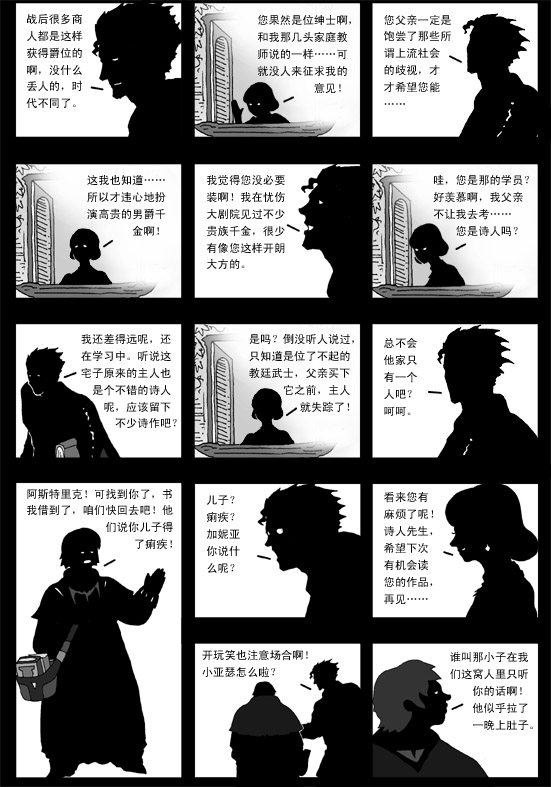 战后很多商
人都是这样
获得爵位的
啊，没什么
丢人的，时
代不同了。
您果然是位绅士啊，
和我那几头家庭教
师说的一样……可
就没人来征求我的
意见！
您父亲一定是
饱尝了那些所
谓上流社会
的歧视，才
才希望您能
……
这我也知道……
所以才违心地扮
演高贵的男爵千
金啊！
我觉得您没必要
装啊！我在忧伤
大剧院见过不少
贵族千金，很少
有像您这样开朗
大方的。
哇，您是那的学员？
好羡慕啊，我父亲
不让我去考……
您是诗人吗？
我还差得远呢，还
在学习中。听说这
宅子原来的主人也
是个不错的诗人
呢，应该留下
不少诗作吧？
是吗？倒没听人说过，
只知道是位了不起的
教廷武士，父亲买下
它之前，主人
就失踪了！
总不会
他家只
有一个
人吧？
呵呵。
阿斯特里克！可找到你了，书
我借到了，咱们快回去吧！他
们说你儿子得
了痢疾！
儿子？
痢疾？
加妮亚
你说什
么呢？
看来您有
麻烦了呢！
诗人先生，
希望下次
有机会读
您的作品，
再见……
开玩笑也注意场合啊！
小亚瑟怎么啦？
谁叫那小子在我
们这窝人里只听
你的话啊！
他似乎拉了
一晚上肚子。